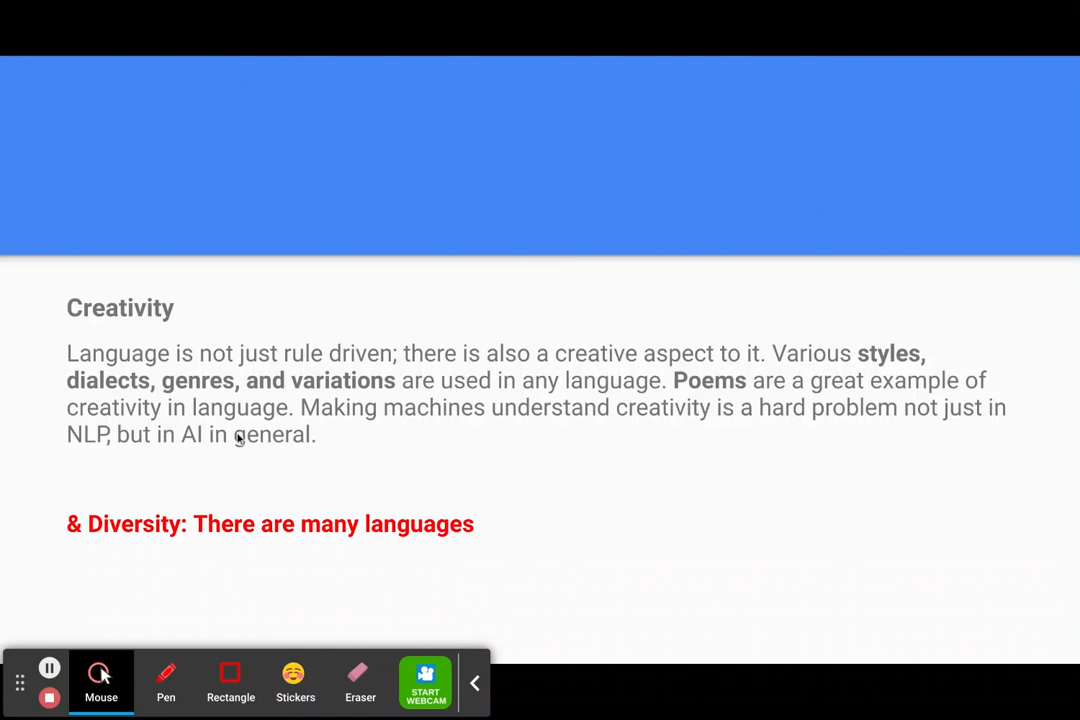 Creativity
Language is not just rule driven; there is also a creative aspect to it. Various styles,
dialects, genres, and variations are used in any language. Poems are a great example of
creativity in language. Making machines understand creativity is a hard problem not just in
NLP, but in AI in general.
& Diversity: There are many languages
Mouse
Pen
Rectangle
Stickers
Eraser
START
WEBCAM